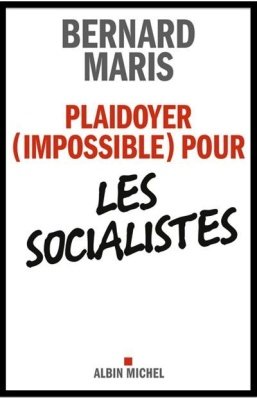 BERNARD
MARIS
PLAIDOYER
(IMPOSSIBLE) POUR
LES
SOCIALISTES
ALBIN MICHEL